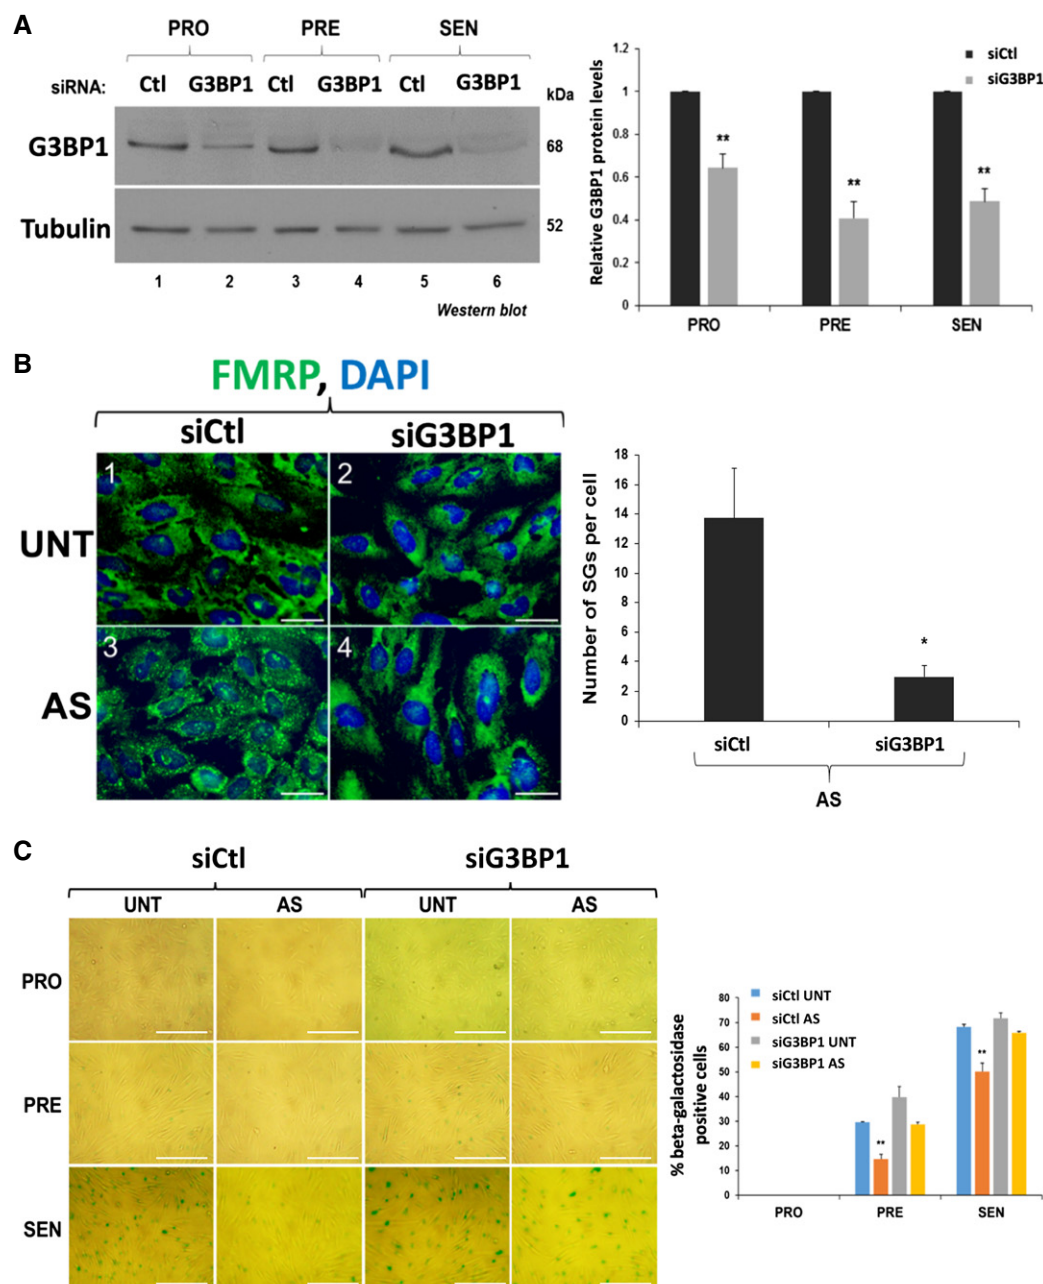 A
PRO PRE SEN
siRNA: Ctl G3BP1 Ctl G3BP1 Ctl G3BP1
kDa
G3BP1 68
Tubulin 52
1 2 3 4 5 6
Western blot
Relative G3BP1 protein levels
1.2
1
0.8
0.6
0.4
0.2
0
siCtl
siG3BP1
**
**
**
PRO PRE SEN
B
FMRP, DAPI
siCtl siG3BP1
UNT
1 2
AS
3 4
Number of SGs per cell
18
16
14
12
10
8
6
4
2
0
*
siCtl siG3BP1
AS
C
siCtl siG3BP1
UNT AS UNT AS
PRO
PRE
SEN
% beta-galactosidase
positive cells
80
70
60
50
40
30
20
10
0
siCtl UNT
siCtl AS
siG3BP1 UNT
siG3BP1 AS
**
**
PRO PRE SEN